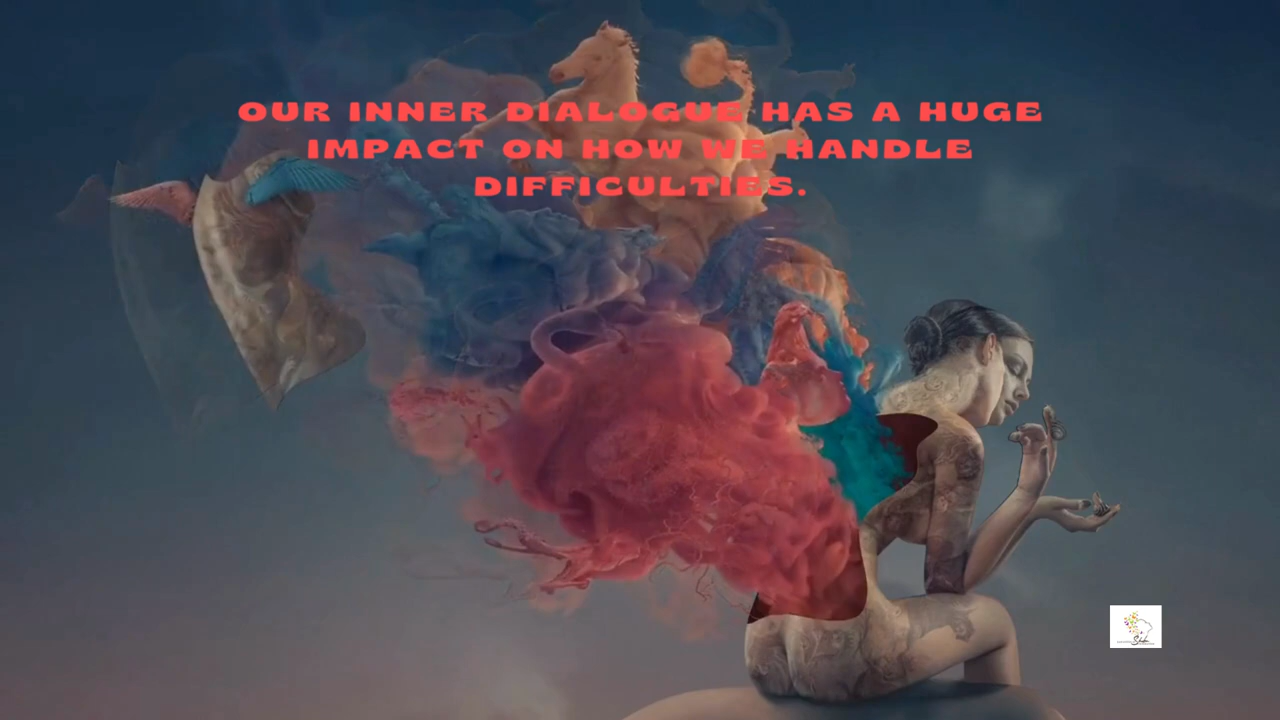 OUR INNER DIALOGUE HAS A HUGE
IMPACT ON HOW WE HANDLE
DIFFICULTIES.